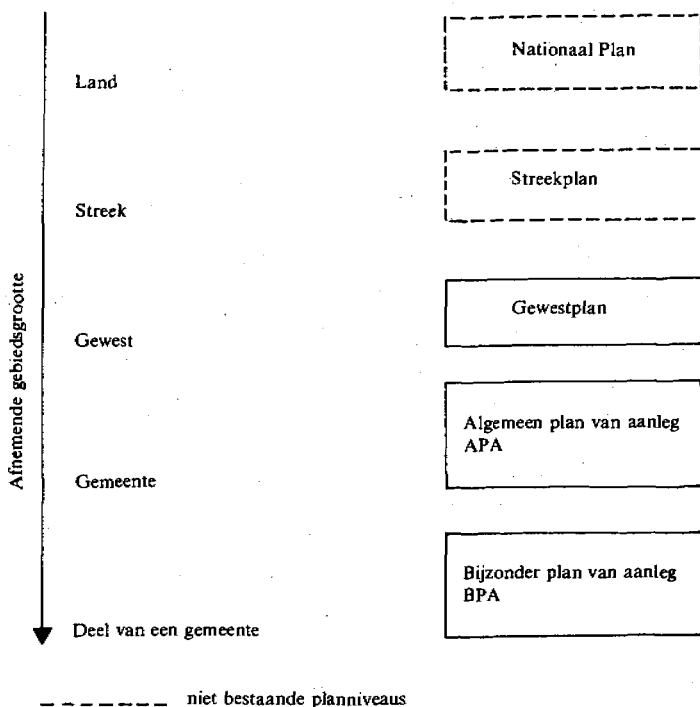 Nationaal Plan
Land
Streekplan
Streek
Gewestplan
Gewest
Afnemende gebiedsgrootte
Algemeen plan van aanleg
APA
Gemeente
Bijzonder plan van aanleg
BPA
Deel van een gemeente
niet bestaande planniveaus